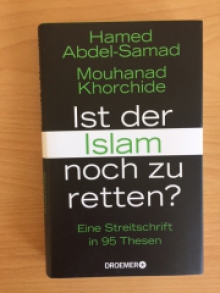 Hamed
Abdel-Samad
Mouhanad
Khorchide
Ist der
Islam
noch zu
retten?
Eine Streitschrift
in 95 Thesen
DROEMER